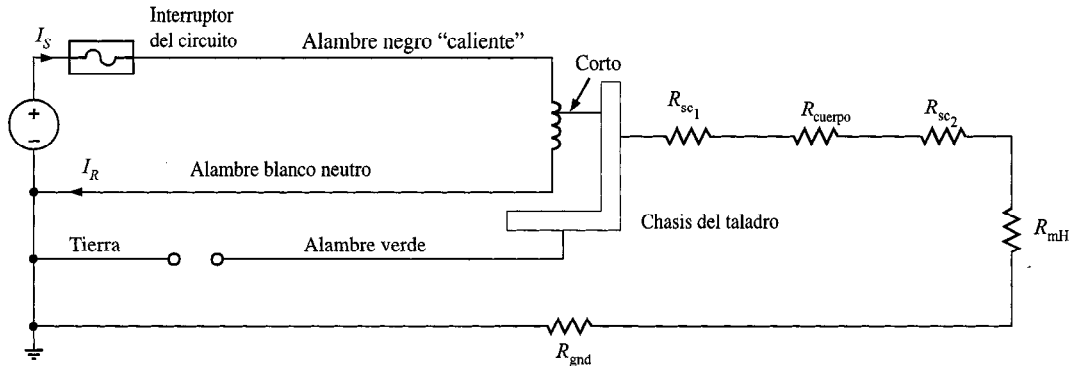 Interruptor
del circuito
I_S
Alambre negro “caliente”
Corto
R_sc1
R_cuerpo
R_sc2
+
−
I_R
Alambre blanco neutro
Chasis del taladro
R_mH
Tierra
Alambre verde
R_gnd